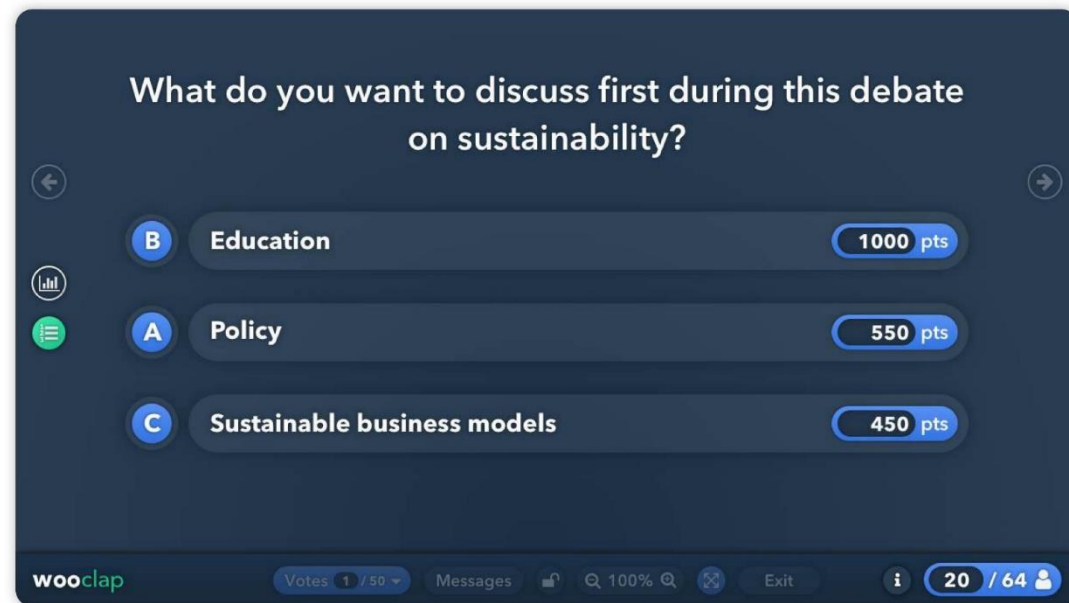 What do you want to discuss first during this debate
on sustainability?
B Education 1000 pts
A Policy 550 pts
C Sustainable business models 450 pts
wooclap Votes 1 / 50 Messages 100% Exit i 20 / 64